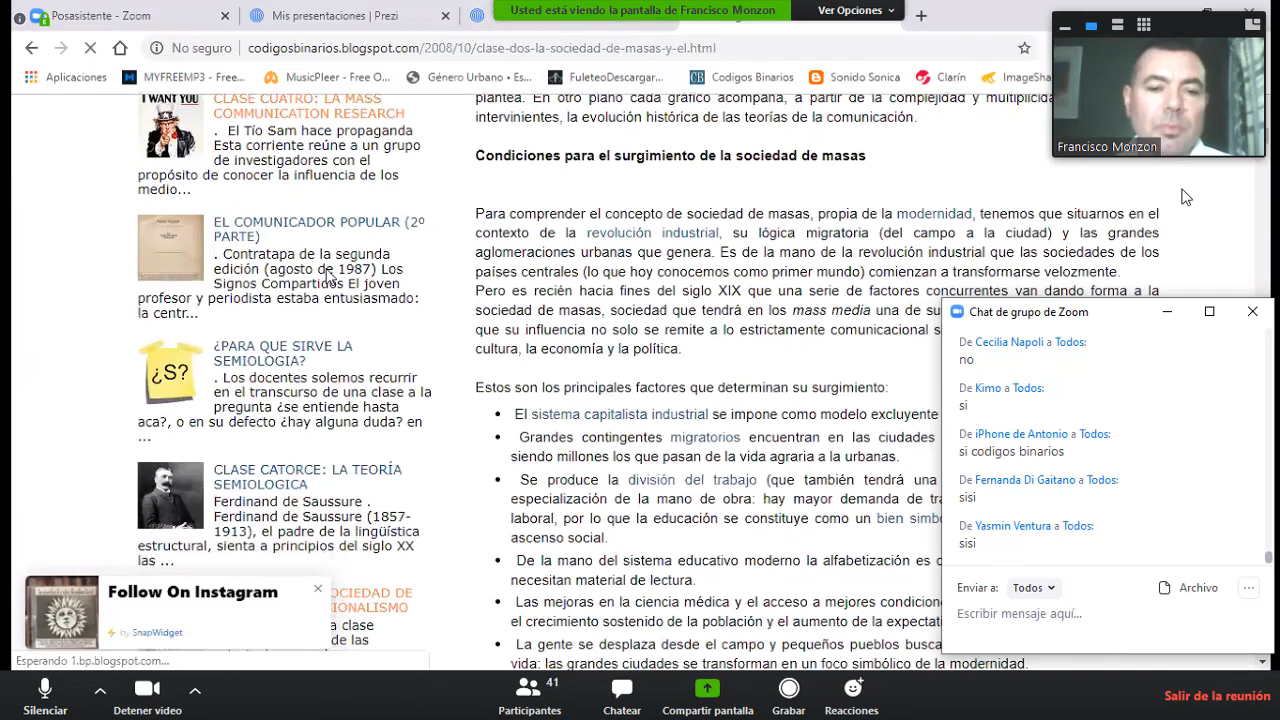 Posasistente - Zoom
Mis presentaciones | Prezi
Usted está viendo la pantalla de Francisco Monzon
Ver Opciones
No seguro
codigosbinarios.blogspot.com/2008/10/clase-dos-la-sociedad-de-masas-y-el.html
Aplicaciones
MYFREEMP3 - Free...
MusicPleer - Free O...
Género Urbano • Es...
FuleteoDescargar...
Codigos Binarios
Sonido Sonica
Clarín
ImageSha
Francisco Monzon
I WANT YOU
CLASE CUATRO: LA MASS
COMMUNICATION RESEARCH
. El Tío Sam hace propaganda
Esta corriente reúne a un grupo
de investigadores con el
propósito de conocer la influencia de los
medio...
EL COMUNICADOR POPULAR (2º
PARTE)
. Contratapa de la segunda
edición (agosto de 1987) Los
Signos Compartidos El joven
profesor y periodista estaba entusiasmado:
la centr...
¿PARA QUE SIRVE LA
SEMIOLOGIA?
¿S?
. Los docentes solemos recurrir
en el transcurso de una clase a la
pregunta ¿se entiende hasta
aca?, o en su defecto ¿hay alguna duda? en
...
CLASE CATORCE: LA TEORÍA
SEMIOLOGICA
Ferdinand de Saussure .
Ferdinand de Saussure (1857-
1913), el padre de la lingüística
estructural, sienta a principios del siglo XX
las ...
OCIEDAD DE
CIONALISMO
a clase
de las
Follow On Instagram
by SnapWidget
Esperando 1.bp.blogspot.com...
plantea. En otro plano cada gráfico acompaña, a partir de la complejidad y multiplicid
intervinientes, la evolución histórica de las teorías de la comunicación.
Condiciones para el surgimiento de la sociedad de masas
Para comprender el concepto de sociedad de masas, propia de la modernidad, tenemos que situarnos en el
contexto de la revolución industrial, su lógica migratoria (del campo a la ciudad) y las grandes
aglomeraciones urbanas que genera. Es de la mano de la revolución industrial que las sociedades de los
países centrales (lo que hoy conocemos como primer mundo) comienzan a transformarse velozmente.
Pero es recién hacia fines del siglo XIX que una serie de factores concurrentes van dando forma a la
sociedad de masas, sociedad que tendrá en los mass media una de su
que su influencia no solo se remite a lo estrictamente comunicacional s
cultura, la economía y la política.
Estos son los principales factores que determinan su surgimiento:
• El sistema capitalista industrial se impone como modelo excluyente
• Grandes contingentes migratorios encuentran en las ciudades
siendo millones los que pasan de la vida agraria a la urbanas.
• Se produce la división del trabajo (que también tendrá una
especialización de la mano de obra: hay mayor demanda de tra
laboral, por lo que la educación se constituye como un bien simbó
ascenso social.
• De la mano del sistema educativo moderno la alfabetización es c
necesitan material de lectura.
• Las mejoras en la ciencia médica y el acceso a mejores condicion
el crecimiento sostenido de la población y el aumento de la expectat
• La gente se desplaza desde el campo y pequeños pueblos busca
vida: las grandes ciudades se transforman en un foco simbólico de la modernidad.
Chat de grupo de Zoom
De Cecilia Napoli a Todos:
no
De Kimo a Todos:
si
De iPhone de Antonio a Todos:
si codigos binarios
De Fernanda Di Gaitano a Todos:
sisi
De Yasmin Ventura a Todos:
sisi
Enviar a: Todos
Archivo
...
Escribir mensaje aquí...
Silenciar
Detener video
41
Participantes
Chatear
Compartir pantalla
Grabar
Reacciones
Salir de la reunión